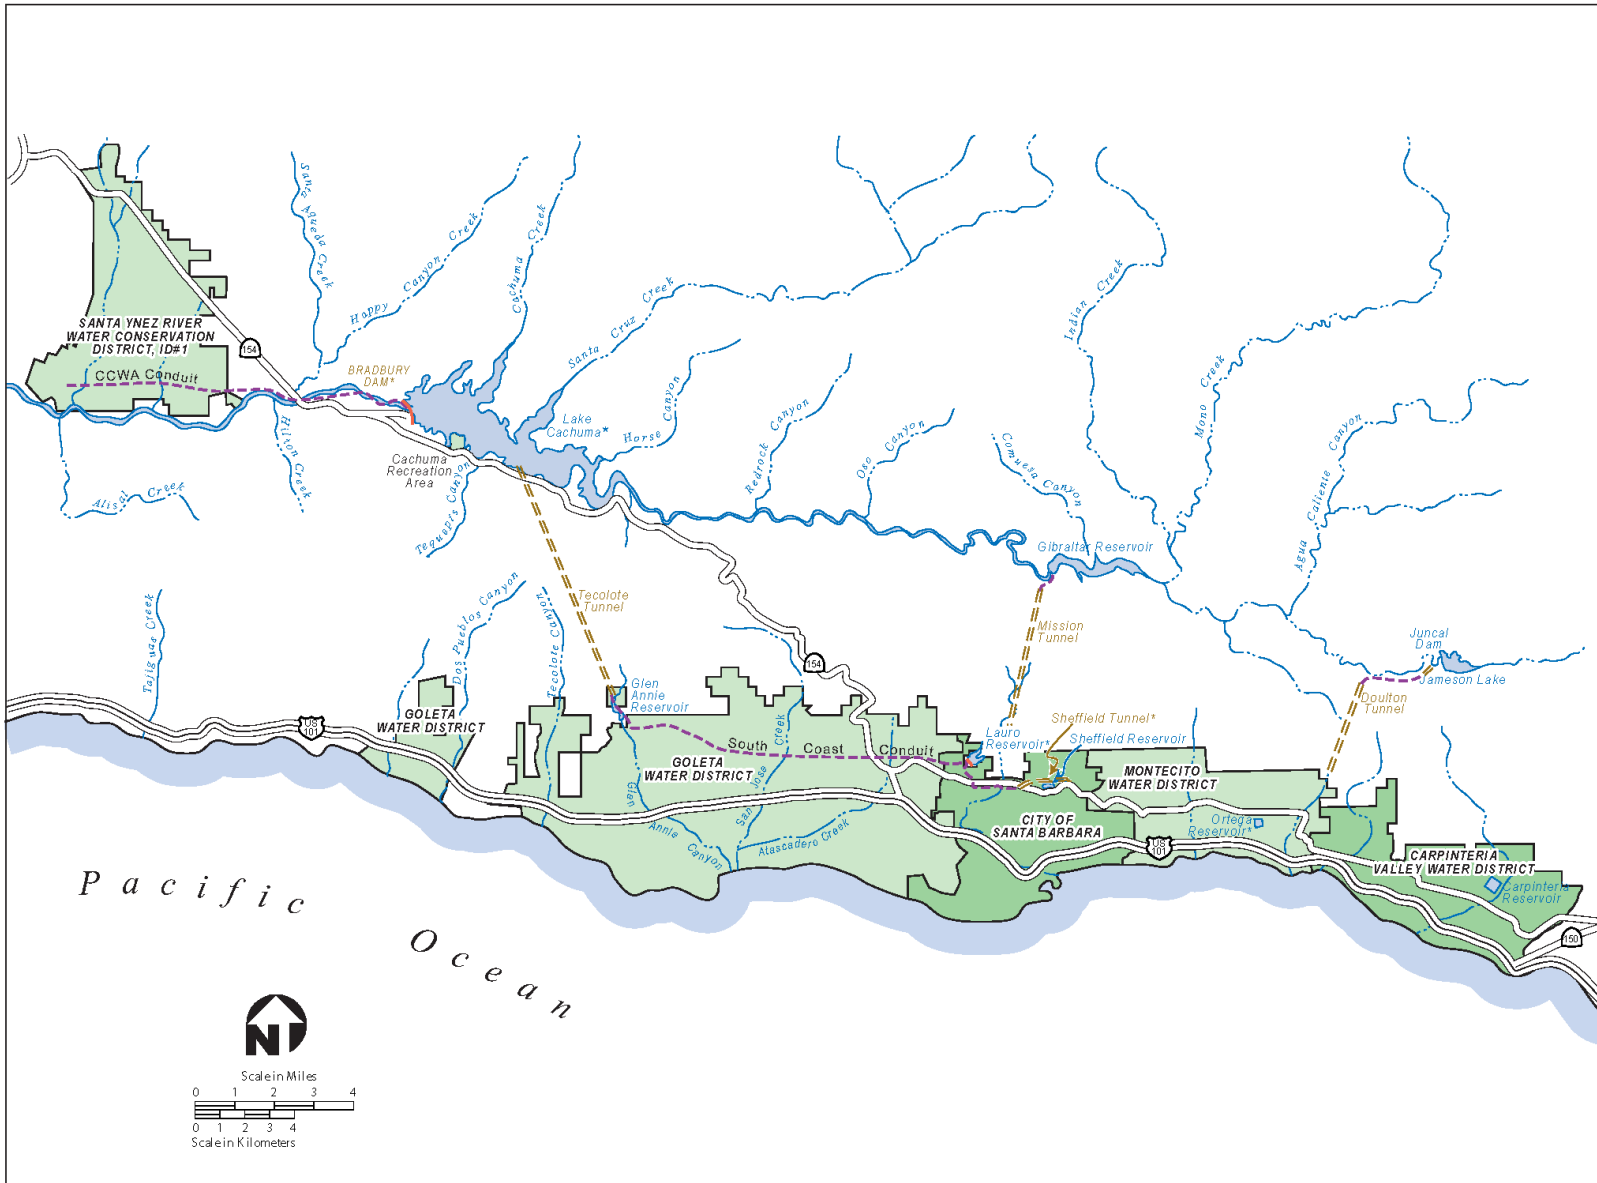 Santa Agueda Creek
Happy Canyon Creek
Cachuma Creek
Santa Cruz Creek
Indian Creek
Mono Creek
SANTA YNEZ RIVER
WATER CONSERVATION
DISTRICT, ID#1
154
CCWA Conduit
BRADBURY
DAM*
Lake
Cachuma*
Horse Canyon
Redrock Canyon
Oso Canyon
Comuesa Canyon
Agua Caliente Canyon
Hilton Creek
Alisal Creek
Cachuma
Recreation
Area
Tequepis Canyon
Gibraltar Reservoir
Tajiguas Creek
Dos Pueblos Canyon
Tecolote Canyon
Tecolote
Tunnel
Mission
Tunnel
Juncal
Dam
Jameson Lake
Doulton
Tunnel
154
Glen
Annie
Reservoir
GOLETA
WATER DISTRICT
US
101
South Coast Conduit
San Jose Creek
Lauro
Reservoir*
Sheffield Tunnel*
Sheffield Reservoir
GOLETA
WATER DISTRICT
MONTECITO
WATER DISTRICT
Glen Annie Canyon
Atascadero Creek
CITY OF
SANTA BARBARA
Ortega
Reservoir*
US
101
CARPINTERIA
VALLEY WATER DISTRICT
Carpinteria
Reservoir
150
Pacific
Ocean
N
Scale in Miles
0 1 2 3 4
0 1 2 3 4
Scale in Kilometers